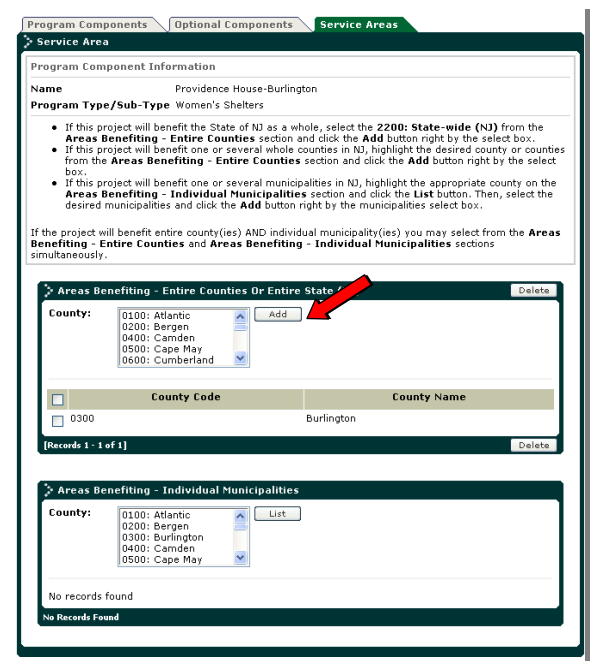 Program Components Optional Components Service Areas
Service Area
Program Component Information
Name Providence House-Burlington
Program Type/Sub-Type Women's Shelters
If this project will benefit the State of NJ as a whole, select the 2200: State-wide (NJ) from the
Areas Benefiting - Entire Counties section and click the Add button right by the select box.
If this project will benefit one or several whole counties in NJ, highlight the desired county or counties
from the Areas Benefiting - Entire Counties section and click the Add button right by the select
box.
If this project will benefit one or several municipalities in NJ, highlight the appropriate county on the
Areas Benefiting - Individual Municipalities section and click the List button. Then, select the
desired municipalities and click the Add button right by the municipalities select box.
If the project will benefit entire county(ies) AND individual municipality(ies) you may select from the Areas
Benefiting - Entire Counties and Areas Benefiting - Individual Municipalities sections
simultaneously.
Areas Benefiting - Entire Counties Or Entire State Delete
County: 0100: Atlantic Add
0200: Bergen
0400: Camden
0500: Cape May
0600: Cumberland
County Code County Name
0300 Burlington
[Records 1 - 1 of 1] Delete
Areas Benefiting - Individual Municipalities
County: 0100: Atlantic List
0200: Bergen
0300: Burlington
0400: Camden
0500: Cape May
No records found
No Records Found